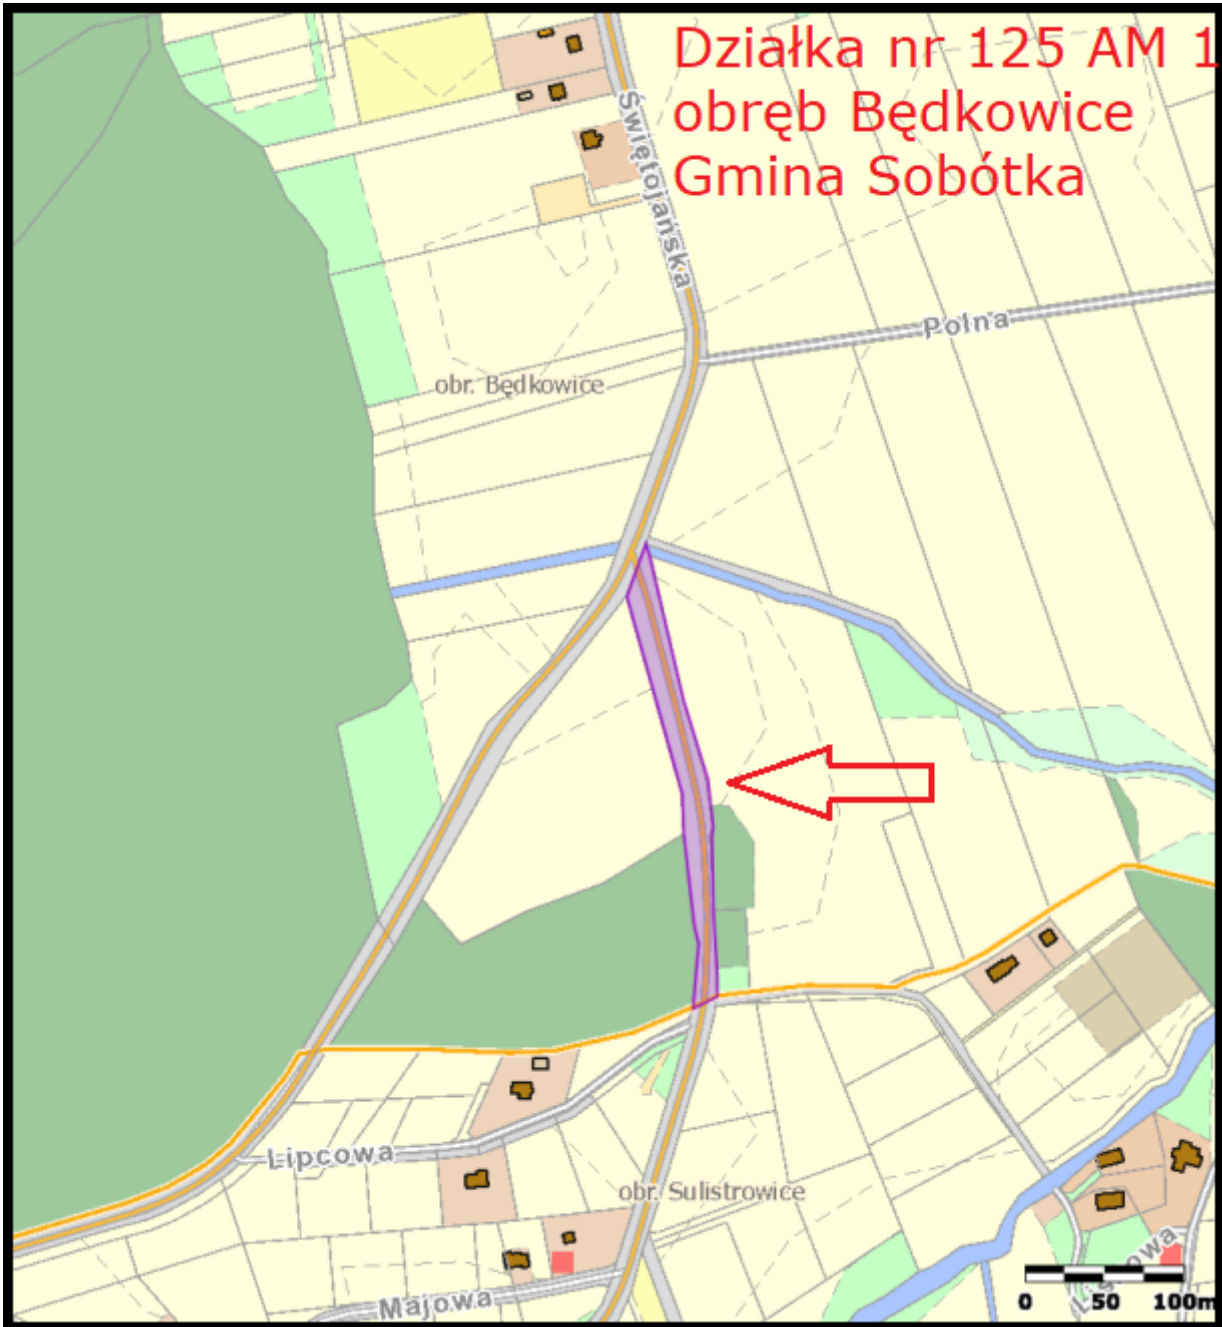 Działka nr 125 AM 1
obręb Będkowice
Gmina Sobótka
Świętojańska
Polna
obr. Będkowice
Lipcowa
obr. Sulistrowice
Majowa
0 50 100m